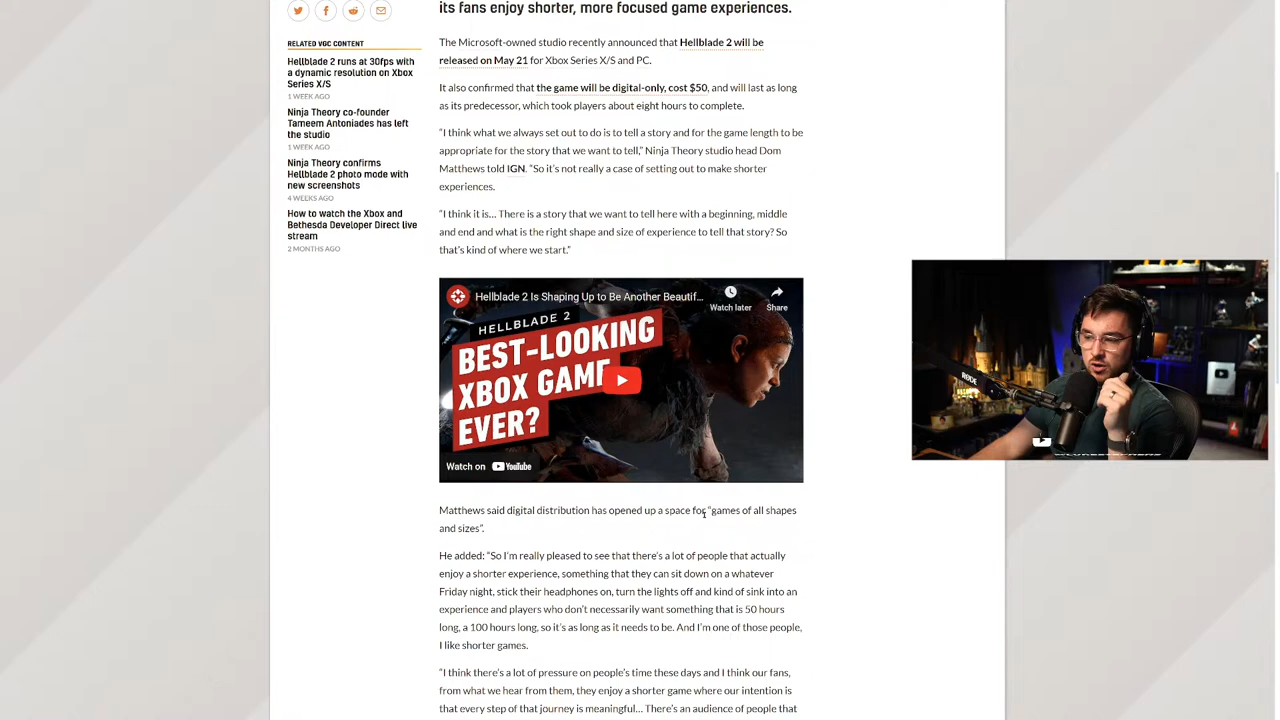 its fans enjoy shorter, more focused game experiences.
RELATED VGC CONTENT
Hellblade 2 runs at 30fps with
a dynamic resolution on Xbox
Series X/S
1 WEEK AGO
Ninja Theory co-founder
Tameem Antoniades has left
the studio
1 WEEK AGO
Ninja Theory confirms
Hellblade 2 photo mode with
new screenshots
4 WEEKS AGO
How to watch the Xbox and
Bethesda Developer Direct live
stream
2 MONTHS AGO
The Microsoft-owned studio recently announced that Hellblade 2 will be
released on May 21 for Xbox Series X/S and PC.
It also confirmed that the game will be digital-only, cost $50, and will last as long
as its predecessor, which took players about eight hours to complete.
“I think what we always set out to do is to tell a story and for the game length to be
appropriate for the story that we want to tell,” Ninja Theory studio head Dom
Matthews told IGN. “So it’s not really a case of setting out to make shorter
experiences.
“I think it is… There is a story that we want to tell here with a beginning, middle
and end and what is the right shape and size of experience to tell that story? So
that’s kind of where we start.”
Hellblade 2 Is Shaping Up to Be Another Beautif...
Watch later
Share
HELLBLADE 2
BEST-LOOKING
XBOX GAME
EVER?
Watch on YouTube
RODE
Matthews said digital distribution has opened up a space for “games of all shapes
and sizes”.
He added: “So I’m really pleased to see that there’s a lot of people that actually
enjoy a shorter experience, something that they can sit down on a whatever
Friday night, stick their headphones on, turn the lights off and kind of sink into an
experience and players who don’t necessarily want something that is 50 hours
long, a 100 hours long, so it’s as long as it needs to be. And I’m one of those people,
I like shorter games.
“I think there’s a lot of pressure on people’s time these days and I think our fans,
from what we hear from them, they enjoy a shorter game where our intention is
that every step of that journey is meaningful… There’s an audience of people that